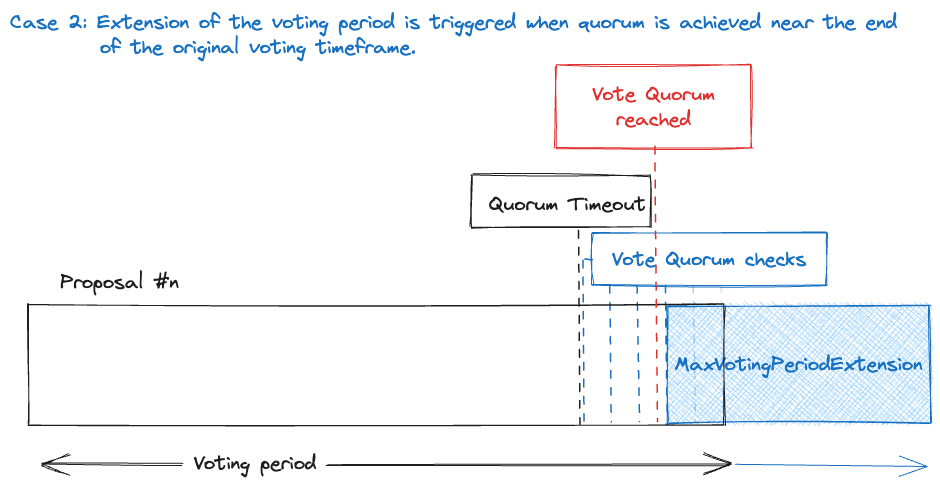 Case 2: Extension of the voting period is triggered when quorum is achieved near the end
of the original voting timeframe.
Vote Quorum
reached
Quorum Timeout
Vote Quorum checks
Proposal #n
MaxVotingPeriodExtension
Voting period